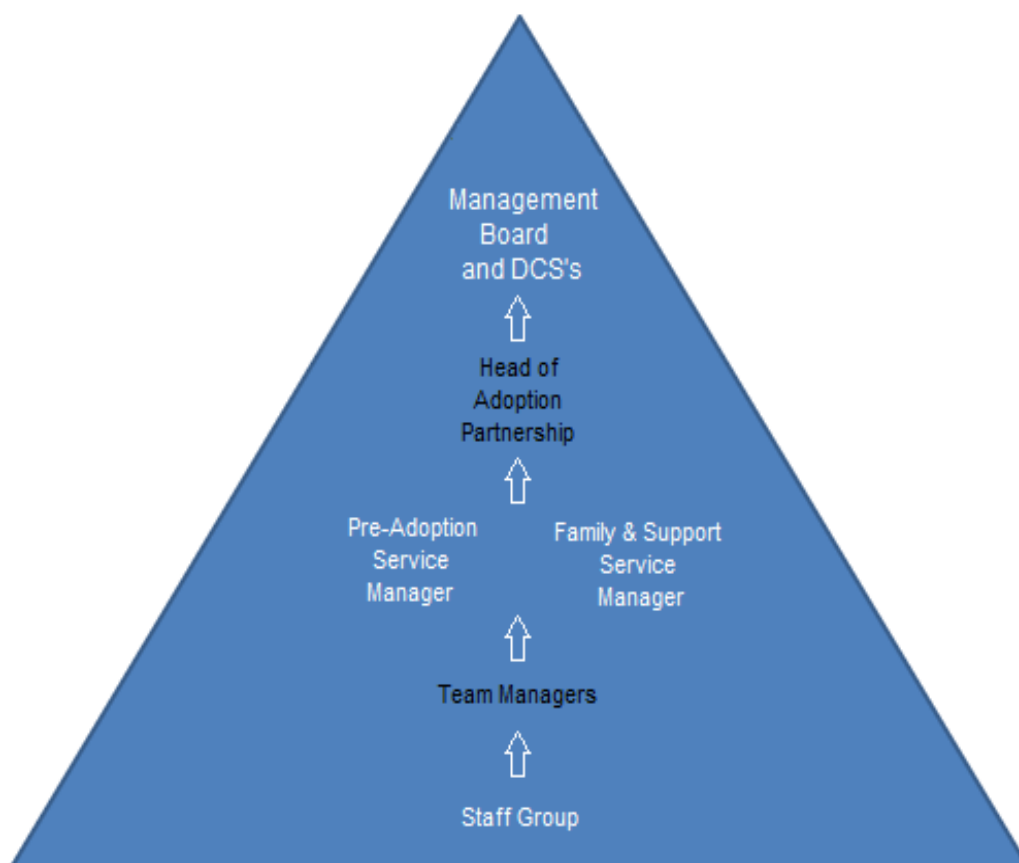 Management
Board
and DCS's
Head of
Adoption
Partnership
Pre-Adoption
Service
Manager
Family & Support
Service
Manager
Team Managers
Staff Group